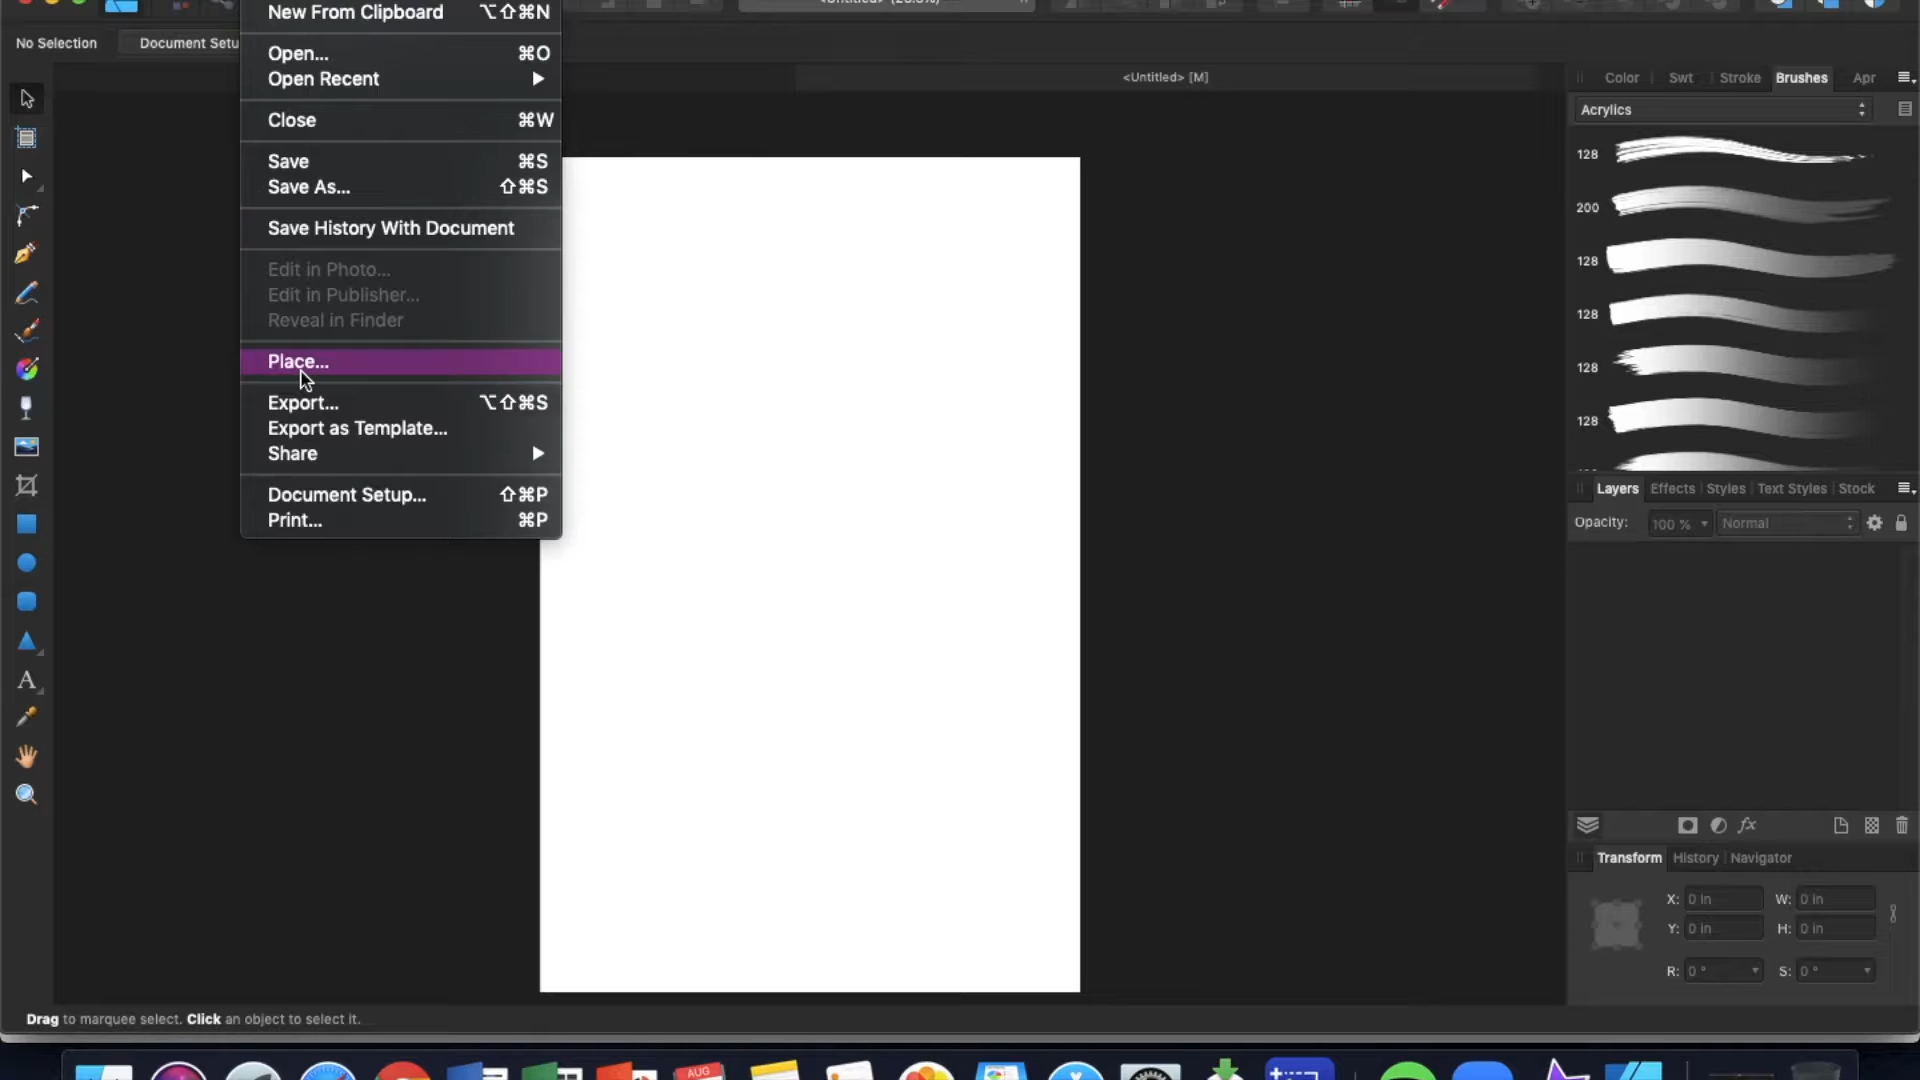 New From Clipboard ⌥⇧⌘N
No Selection
Document Setu
Open... ⌘O
Open Recent
<Untitled> [M]
Color Swt Stroke Brushes Apr
Acrylics
Close ⌘W
128
Save ⌘S
Save As... ⇧⌘S
200
Save History With Document
128
Edit in Photo...
Edit in Publisher...
Reveal in Finder
128
Place...
128
Export... ⌥⇧⌘S
Export as Template...
128
Share
Document Setup... ⇧⌘P
Print... ⌘P
Layers Effects Styles Text Styles Stock
Opacity: 100 % Normal
A
fx
Transform History Navigator
X: 0 in W: 0 in
Y: 0 in H: 0 in
R: 0 ° S: 0 °
Drag to marquee select. Click an object to select it.
AUG